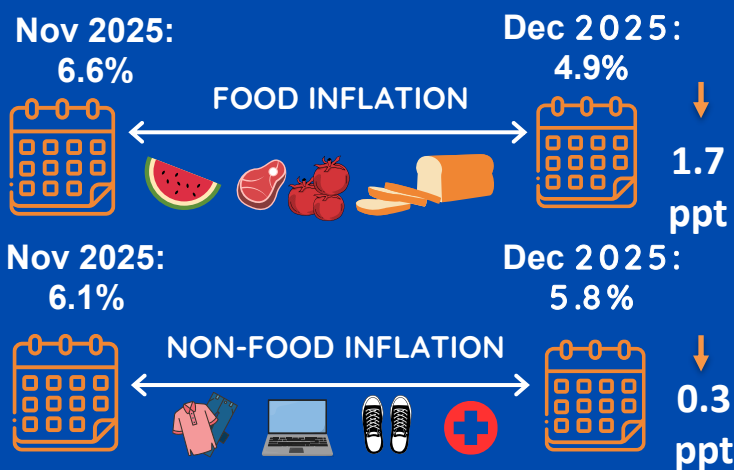 Nov 2025:
6.6%
FOOD INFLATION
Dec 2025:
4.9%
1.7
ppt
Nov 2025:
6.1%
NON-FOOD INFLATION
Dec 2025:
5.8%
0.3
ppt